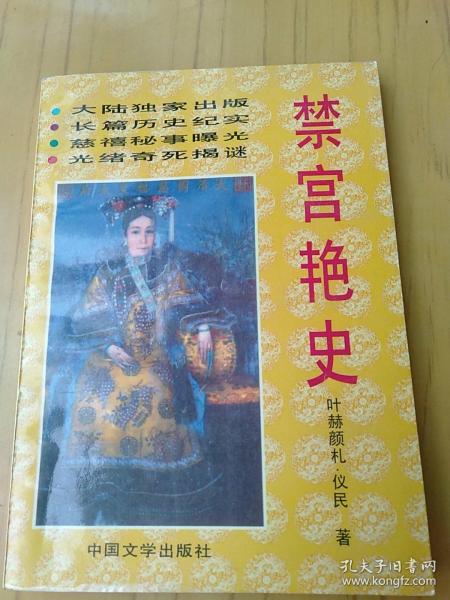 大陆独家出版
长篇历史纪实
慈禧秘事曝光
光绪奇死揭谜
禁宫艳史
叶赫颜札·仪民 著
中国文学出版社
孔夫子旧书网
www.kongfz.com